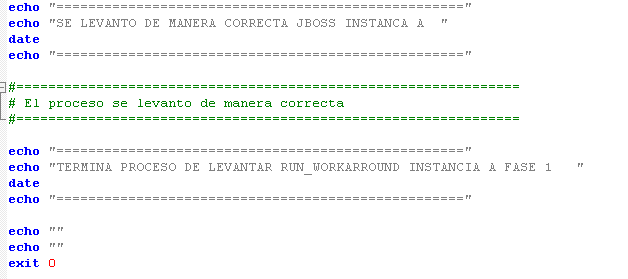 echo "==================================================="
echo "SE LEVANTO DE MANERA CORRECTA JBOSS INSTANCA A  "
date
echo "==================================================="
#===============================================================
# El proceso se levanto de manera correcta
#===============================================================
echo "==================================================="
echo "TERMINA PROCESO DE LEVANTAR RUN_WORKARROUND INSTANCIA A FASE 1   "
date
echo "==================================================="
echo ""
echo ""
exit 0